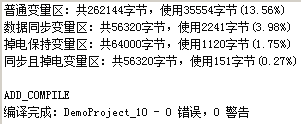 普通变量区：共262144字节，使用35554字节(13.56%)
数据同步变量区：共56320字节，使用2241字节(3.98%)
掉电保持变量区：共64000字节，使用1120字节(1.75%)
同步且掉电变量区：共56320字节，使用151字节(0.27%)
ADD_COMPILE
编译完成：DemoProject_10 - 0 错误，0 警告